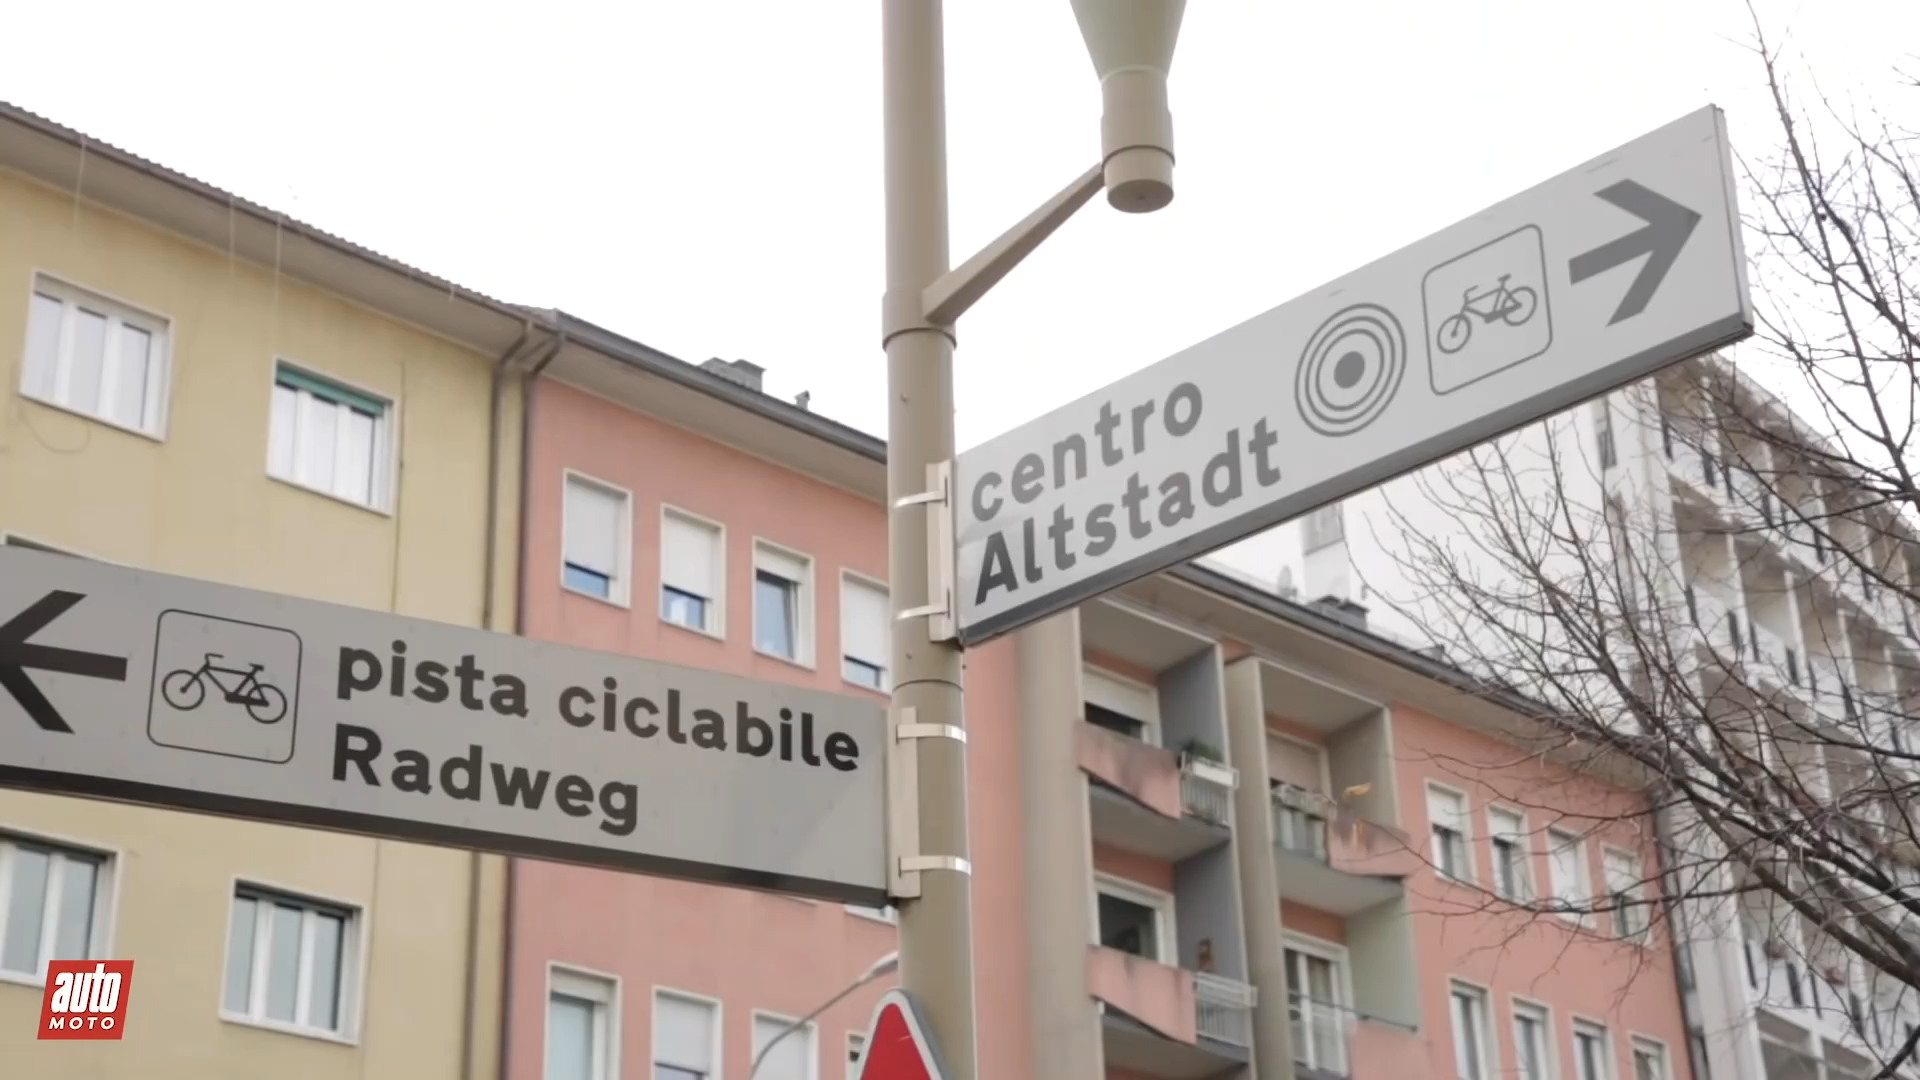 centro
Altstadt
pista ciclabile
Radweg
auto
MOTO